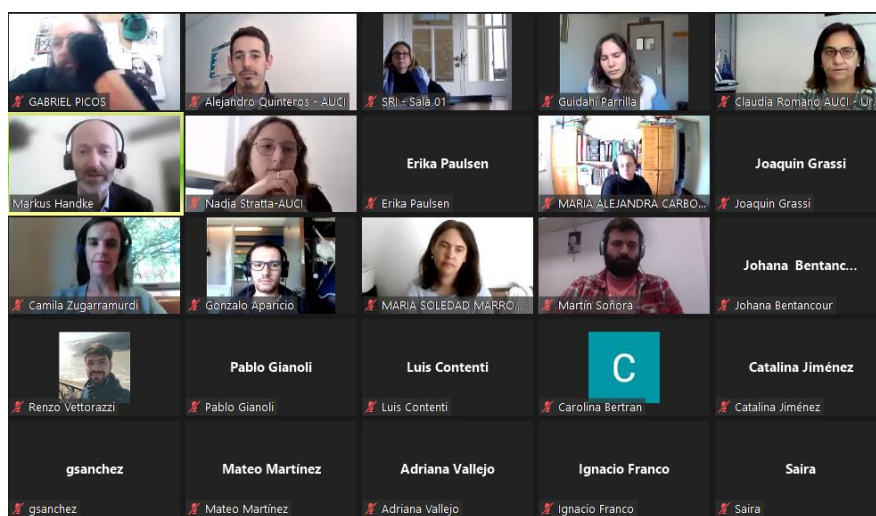 GABRIEL PICOS
Alejandro Quinteros - AUCI
SRI - Sala 01
Guidahí Parrilla
Claudia Romano AUCI - Ur...
Markus Handke
Nadia Stratta-AUCI
Erika Paulsen
Erika Paulsen
MARIA ALEJANDRA CARBO...
Joaquin Grassi
Joaquin Grassi
Camila Zugarramurdi
Gonzalo Aparicio
MARIA SOLEDAD MARRO...
Martín Soñora
Johana Bentanc...
Johana Bentancour
Renzo Vettorazzi
Pablo Gianoli
Pablo Gianoli
Luis Contenti
Luis Contenti
C
Carolina Bertran
Catalina Jiménez
Catalina Jiménez
gsanchez
gsanchez
Mateo Martínez
Mateo Martínez
Adriana Vallejo
Adriana Vallejo
Ignacio Franco
Ignacio Franco
Saira
Saira